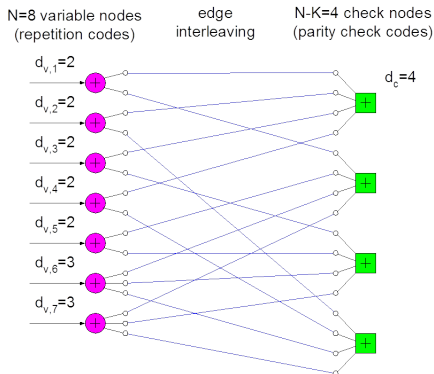 N=8 variable nodes
(repetition codes)
edge
interleaving
N-K=4 check nodes
(parity check codes)
d_v,1=2
d_c=4
d_v,2=2
d_v,3=2
d_v,4=2
d_v,5=2
d_v,6=3
d_v,7=3